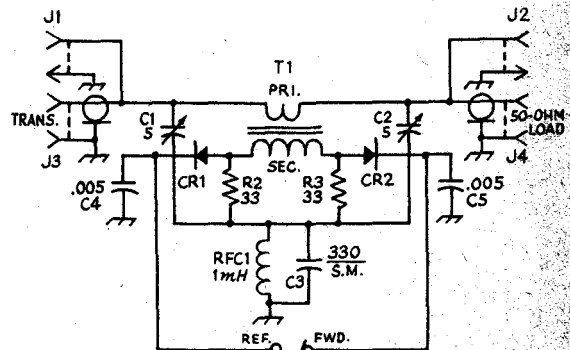 J1
J2
T1
PRI.
C1
5
C2
5
TRANS.
50-OHM
LOAD
J3
J4
SEC.
CR1
CR2
.005
C4
R2
33
R3
33
.005
C5
RFC1
1mH
C3
330
S.M.
REF.
FWD.